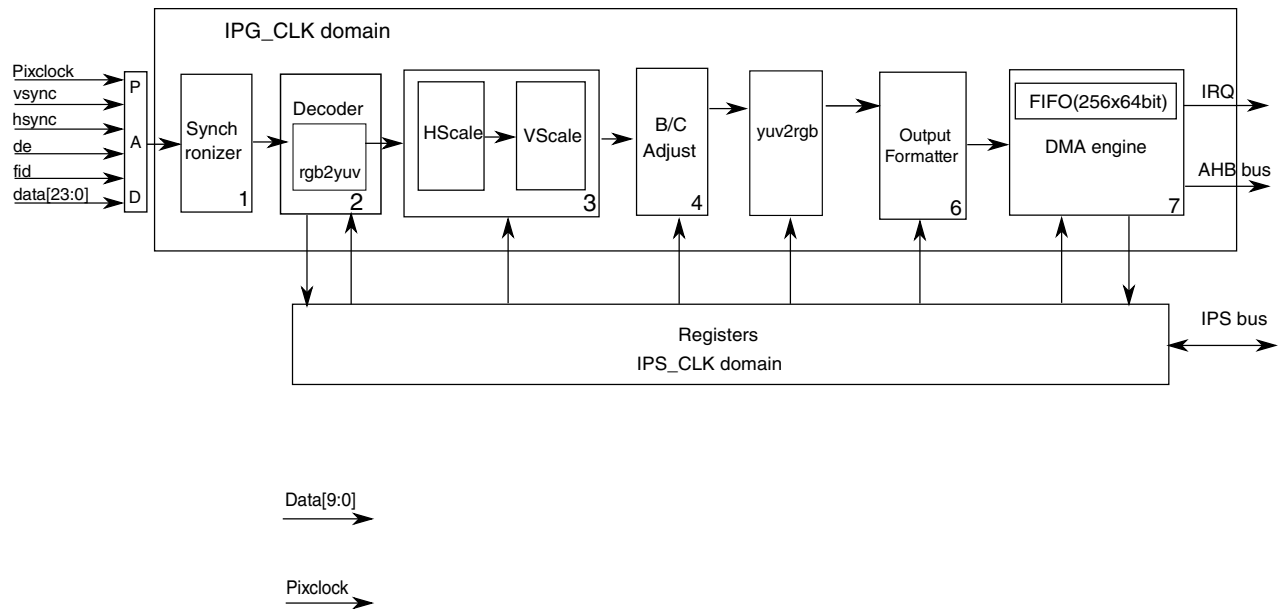 IPG_CLK domain
Pixclock
vsync
hsync
de
fid
data[23:0]
P
A
D
Synch
ronizer
1
Decoder
rgb2yuv
2
HScale
VScale
3
B/C
Adjust
4
yuv2rgb
Output
Formatter
6
FIFO(256x64bit)
DMA engine
7
IRQ
AHB bus
Registers
IPS_CLK domain
IPS bus
Data[9:0]
Pixclock